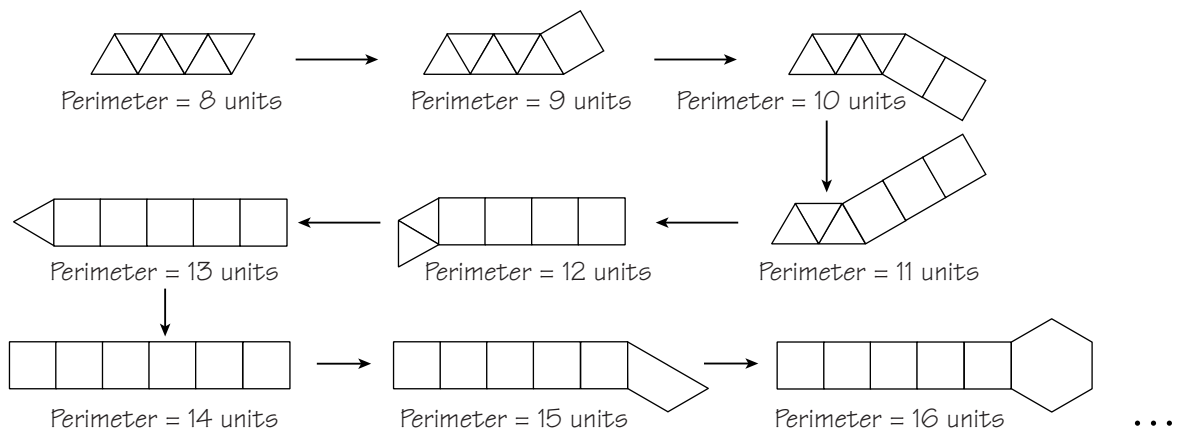 Perimeter = 8 units
Perimeter = 9 units
Perimeter = 10 units
Perimeter = 11 units
Perimeter = 12 units
Perimeter = 13 units
Perimeter = 14 units
Perimeter = 15 units
Perimeter = 16 units
...